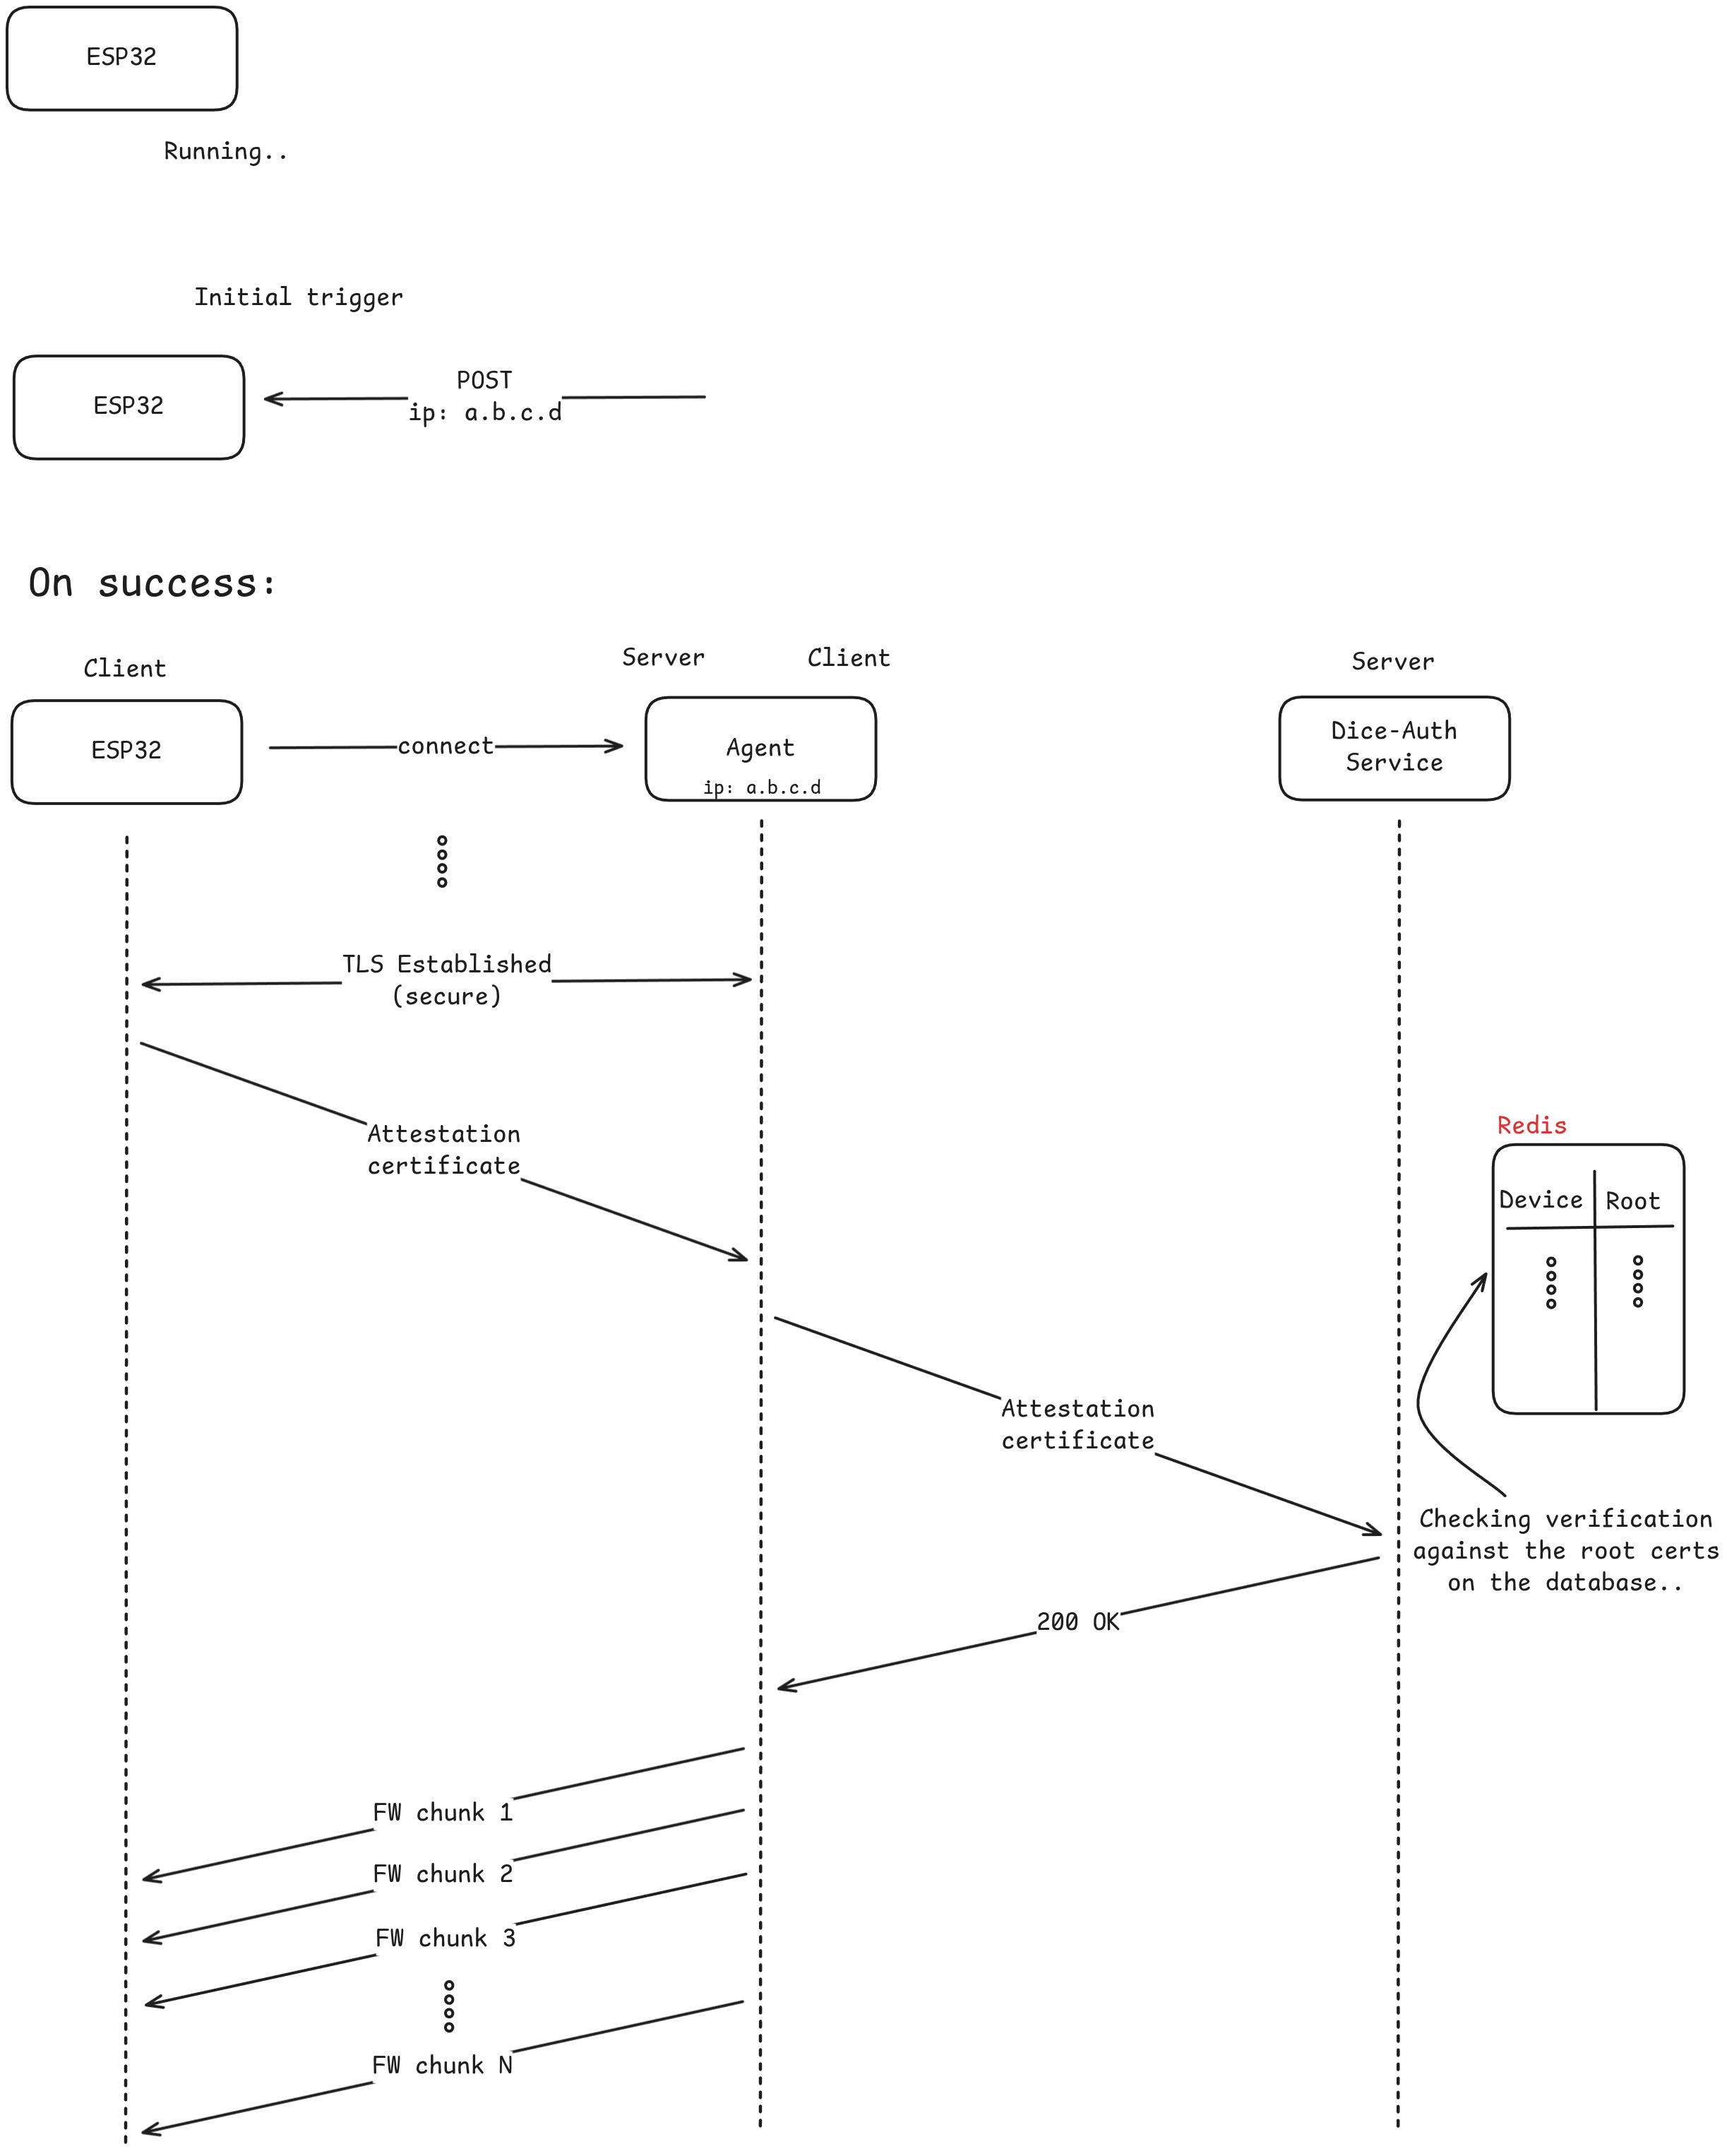 ESP32
Running..
Initial trigger
ESP32
POST
ip: a.b.c.d
On success:
Client
Server
Client
Server
ESP32
connect
Agent
ip: a.b.c.d
Dice-Auth
Service
TLS Established
(secure)
Attestation
certificate
Redis
Device
Root
Attestation
certificate
Checking verification
against the root certs
on the database..
200 OK
FW chunk 1
FW chunk 2
FW chunk 3
FW chunk N